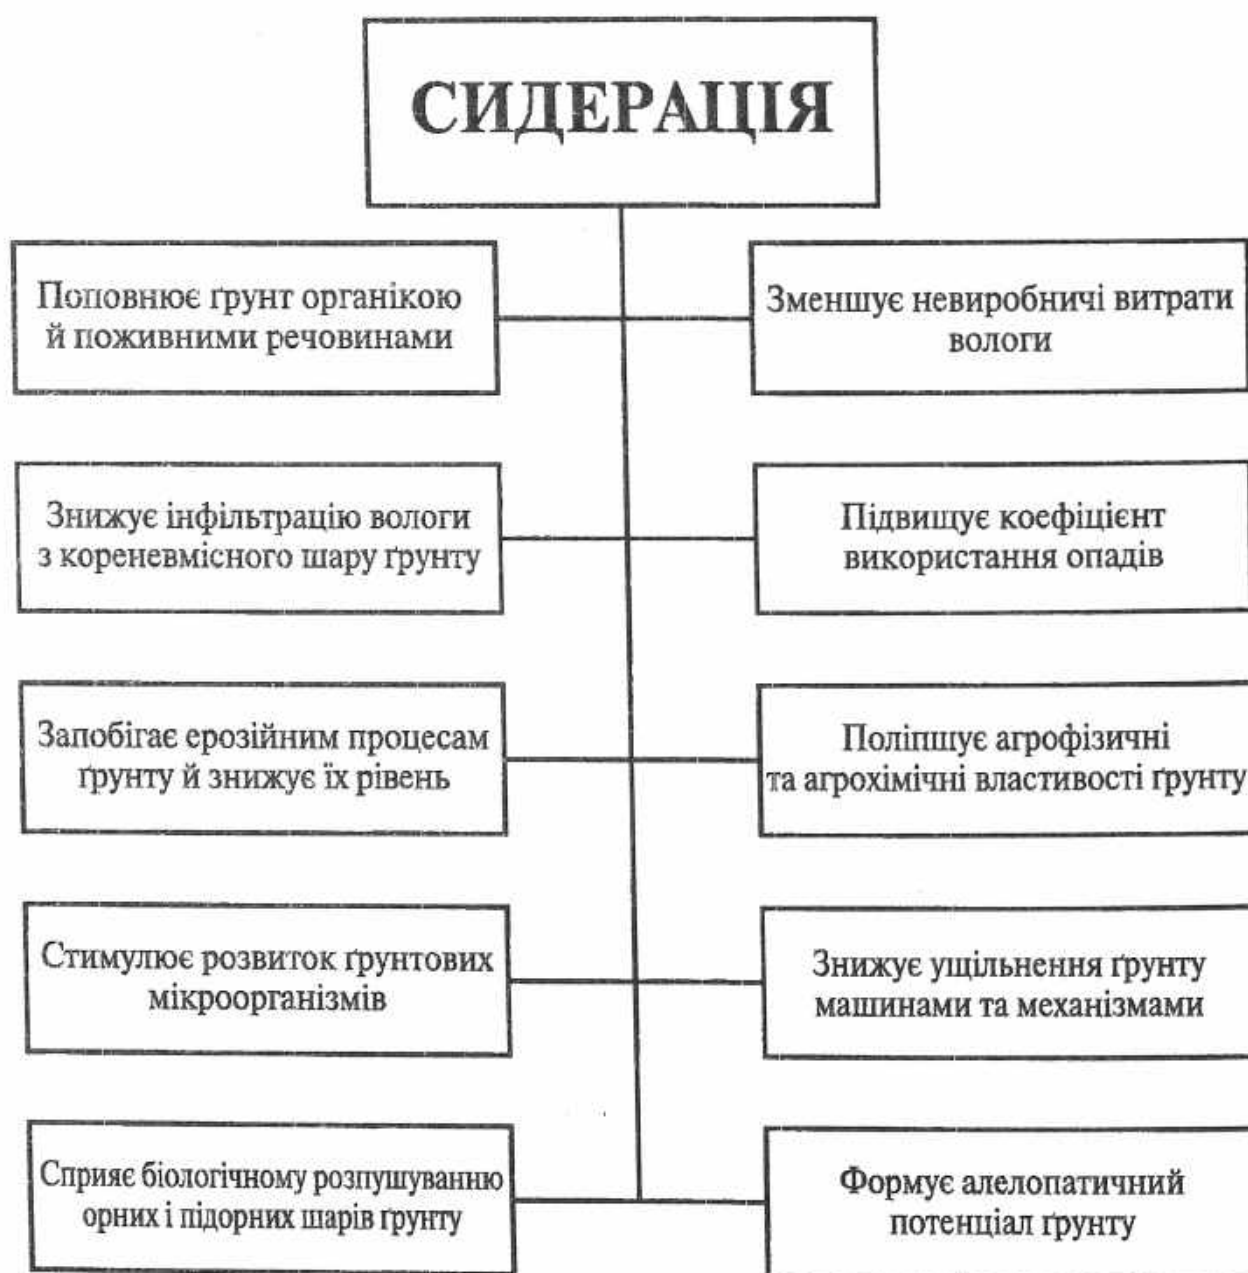 СИДЕРАЦІЯ
Поповнює ґрунт органікою
й поживними речовинами
Зменшує невиробничі витрати
вологи
Знижує інфільтрацію вологи
з кореневмісного шару ґрунту
Підвищує коефіцієнт
використання опадів
Запобігає ерозійним процесам
ґрунту й знижує їх рівень
Поліпшує агрофізичні
та агрохімічні властивості ґрунту
Стимулює розвиток ґрунтових
мікроорганізмів
Знижує ущільнення ґрунту
машинами та механізмами
Сприяє біологічному розпушуванню
орних і підорних шарів ґрунту
Формує алелопатичний
потенціал ґрунту